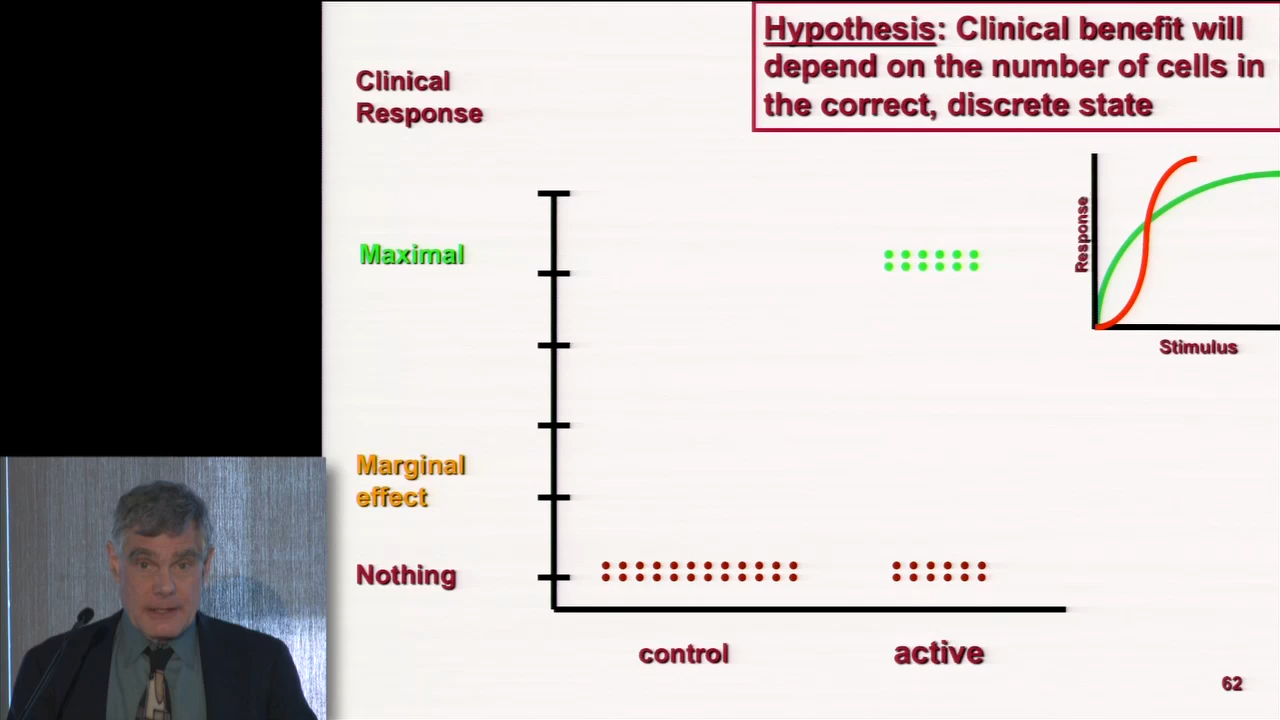 Hypothesis: Clinical benefit will
depend on the number of cells in
the correct, discrete state
Clinical
Response
Maximal
Marginal
effect
Nothing
control
active
Response
Stimulus
62